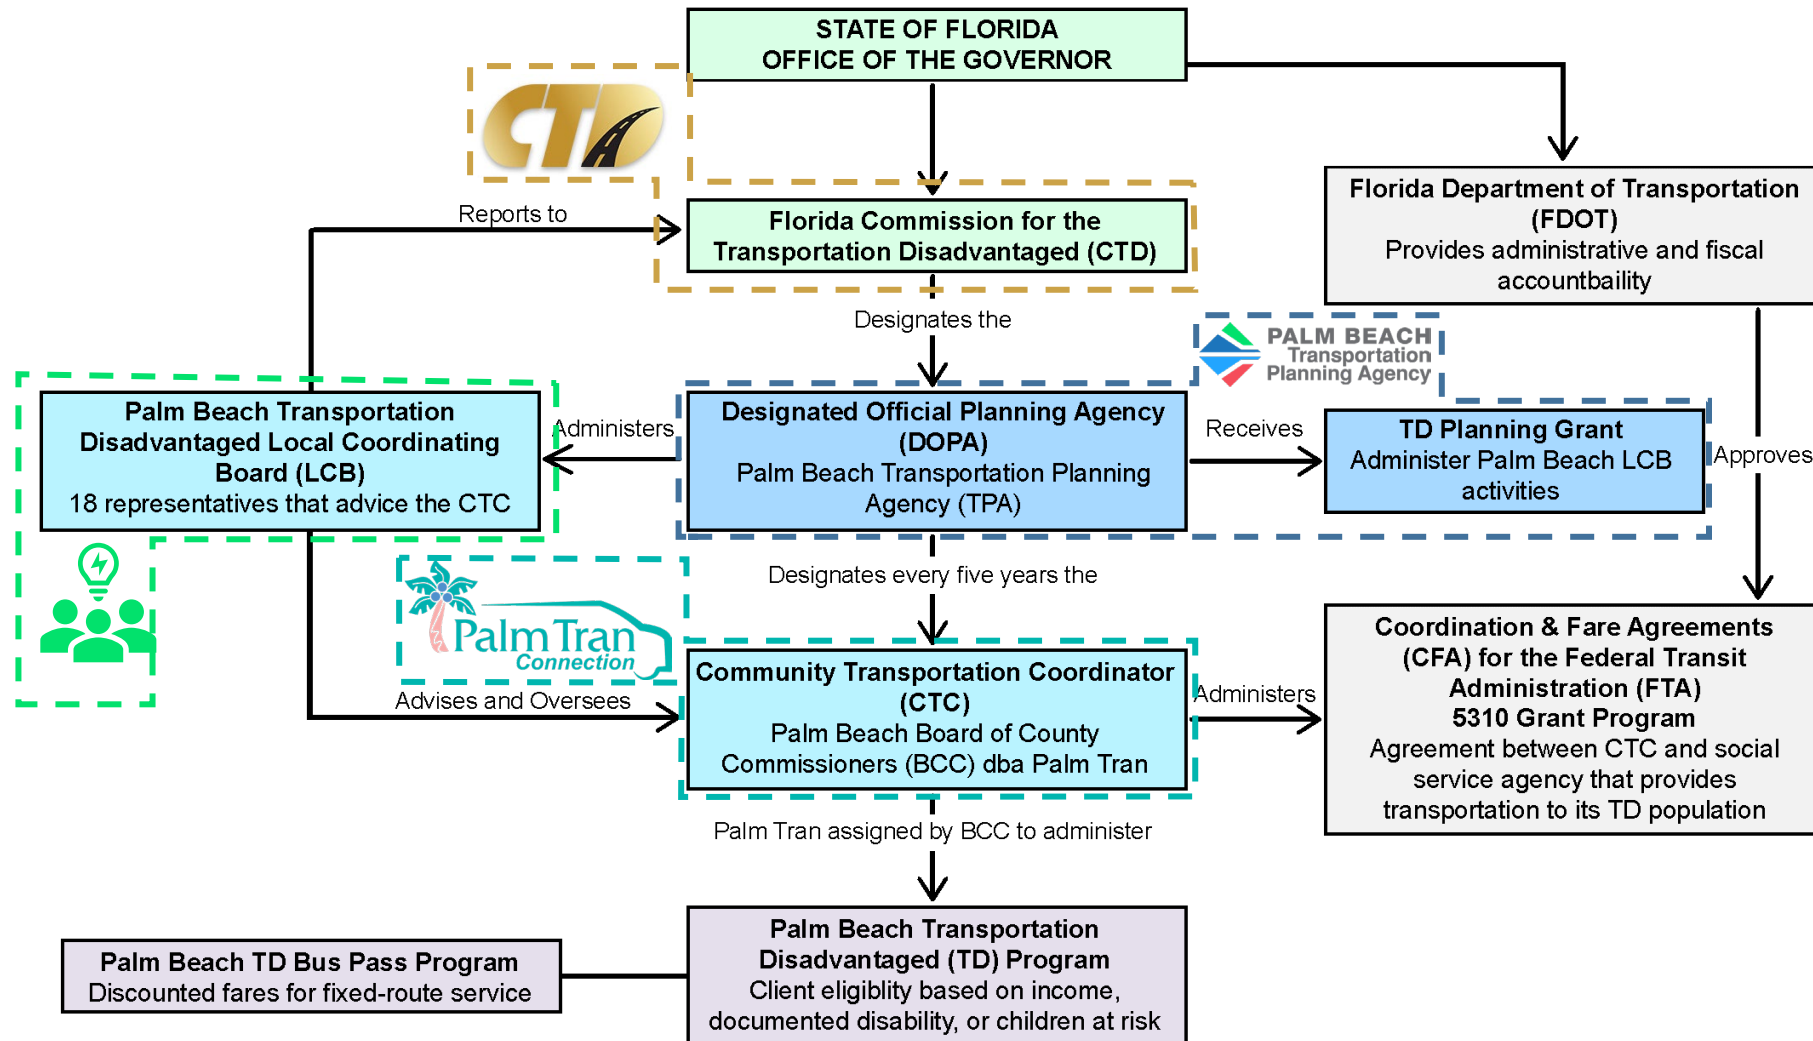 STATE OF FLORIDA
OFFICE OF THE GOVERNOR
CTD
Reports to
Florida Commission for the
Transportation Disadvantaged (CTD)
Florida Department of Transportation
(FDOT)
Provides administrative and fiscal
accountbaility
Designates the
PALM BEACH
Transportation
Planning Agency
Palm Beach Transportation
Disadvantaged Local Coordinating
Board (LCB)
18 representatives that advice the CTC
Administers
Designated Official Planning Agency
(DOPA)
Palm Beach Transportation Planning
Agency (TPA)
Receives
TD Planning Grant
Administer Palm Beach LCB
activities
Approves
Designates every five years the
Palm Tran
Connection
Advises and Oversees
Community Transportation Coordinator
(CTC)
Palm Beach Board of County
Commissioners (BCC) dba Palm Tran
Administers
Coordination & Fare Agreements
(CFA) for the Federal Transit
Administration (FTA)
5310 Grant Program
Agreement between CTC and social
service agency that provides
transportation to its TD population
Palm Tran assigned by BCC to administer
Palm Beach TD Bus Pass Program
Discounted fares for fixed-route service
Palm Beach Transportation
Disadvantaged (TD) Program
Client eligiblity based on income,
documented disability, or children at risk